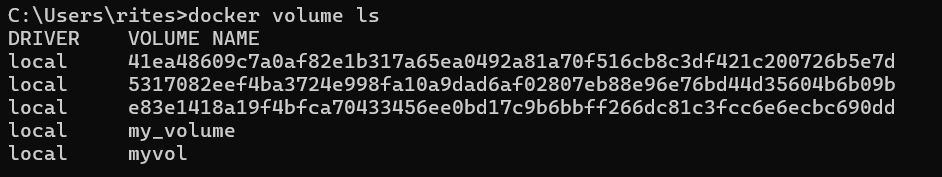 C:\Users\rites>docker volume ls
DRIVER    VOLUME NAME
local     41ea48609c7a0af82e1b317a65ea0492a81a70f516cb8c3df421c200726b5e7d
local     5317082eef4ba3724e998fa10a9dad6af02807eb88e96e76bd44d35604b6b09b
local     e83e1418a19f4bfca70433456ee0bd17c9b6bbff266dc81c3fcc6e6ecbc690dd
local     my_volume
local     myvol